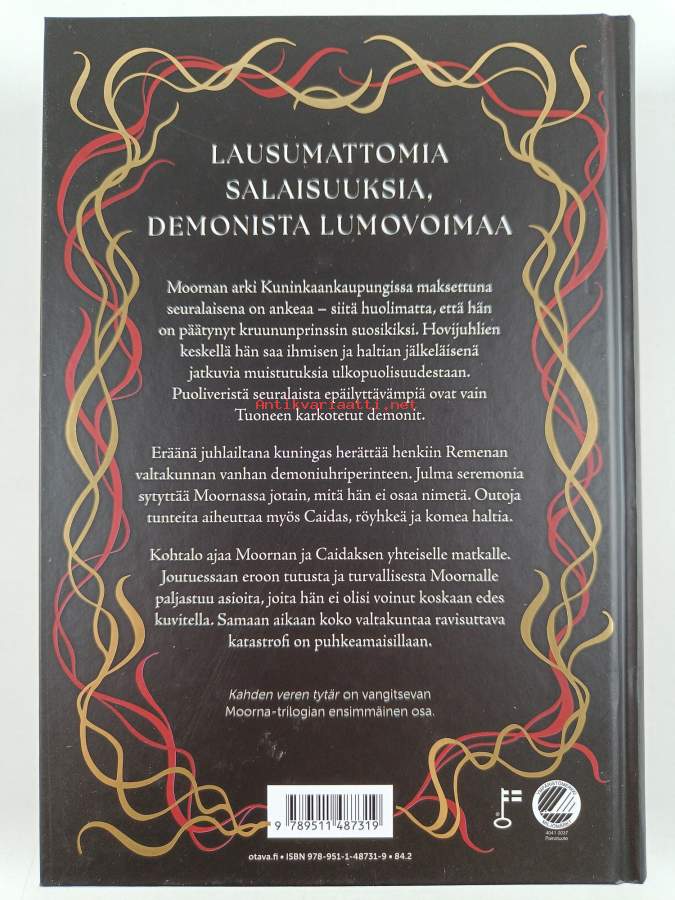 LAUSUMATTOMIA
SALAISUUKSIA,
DEMONISTA LUMOVOIMAA
Moornan arki Kuninkaankaupungissa maksettuna
seuralaisena on ankeaa – siitä huolimatta, että hän
on päätynyt kruununprinssin suosikiksi. Hovijuhlien
keskellä hän saa ihmisen ja haltian jälkeläisenä
jatkuvia muistutuksia ulkopuolisuudestaan.
Puoliveristä seuralaista epäilyttävämpiä ovat vain
Antikvariaatti.net
Tuoneen karkotetut demonit.
Eräänä juhlailtana kuningas herättää henkiin Remenan
valtakunnan vanhan demoniuhriperinteen. Julma seremonia
sytyttää Moornassa jotain, mitä hän ei osaa nimetä. Outoja
tunteita aiheuttaa myös Caidas, röyhkeä ja komea haltia.
Kohtalo ajaa Moornan ja Caidaksen yhteiselle matkalle.
Joutuessaan eroon tutusta ja turvallisesta Moornalle
paljastuu asioita, joita hän ei olisi voinut koskaan edes
kuvitella. Samaan aikaan koko valtakuntaa ravisuttava
katastrofi on puhkeamaisillaan.
Kahden veren tytär on vangitsevan
Moorna-trilogian ensimmäinen osa.
9 789511 487319
otava.fi • ISBN 978-951-1-48731-9 • 84.2
4041 0037